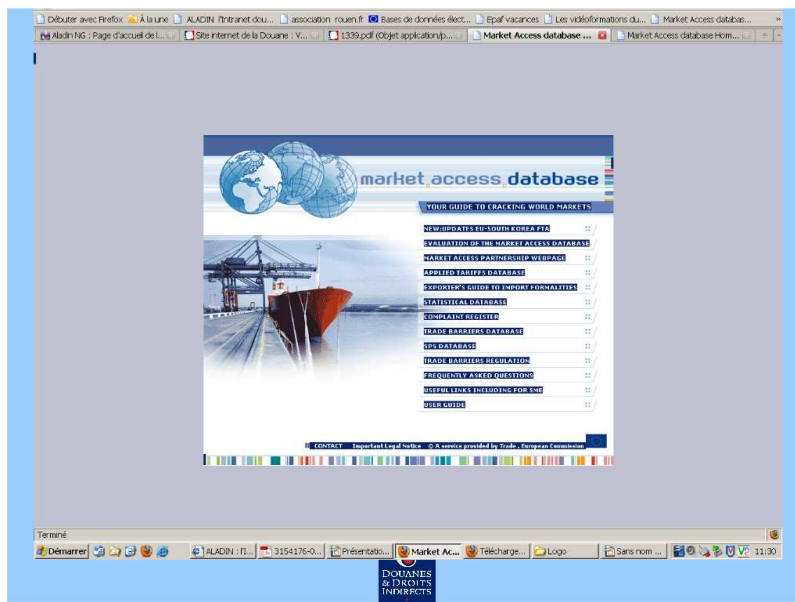 Débuter avec Firefox À la une ALADIN l'Intranet dou... association rouen.fr Bases de données élect... Epaf vacances Les vidéoformations du... Market Access databas... »
Aladin NG : Page d'accueil de l... Site internet de la Douane : V... 1339.pdf (Objet application/p... Market Access database ... Market Access database Hom...
market access database
YOUR GUIDE TO CRACKING WORLD MARKETS
NEW:UPDATES EU-SOUTH KOREA FTA
EVALUATION OF THE MARKET ACCESS DATABASE
MARKET ACCESS PARTNERSHIP WEBPAGE
APPLIED TARIFFS DATABASE
EXPORTER'S GUIDE TO IMPORT FORMALITIES
STATISTICAL DATABASE
COMPLAINT REGISTER
TRADE BARRIERS DATABASE
SPS DATABASE
TRADE BARRIERS REGULATION
FREQUENTLY ASKED QUESTIONS
USEFUL LINKS INCLUDING FOR SME
USER GUIDE
CONTACT Important Legal Notice © A service provided by Trade . European Commission
Terminé
Démarrer ALADIN : l'I... 3154176-0... Présentatio... Market Ac... Télécharge... Logo Sans nom ... 11:30
DOUANES
& DROITS
INDIRECTS